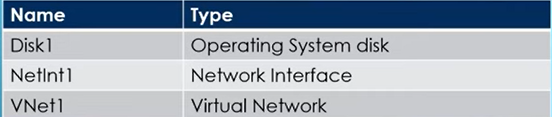 Name Type
Disk1 Operating System disk
NetInt1 Network Interface
VNet1 Virtual Network